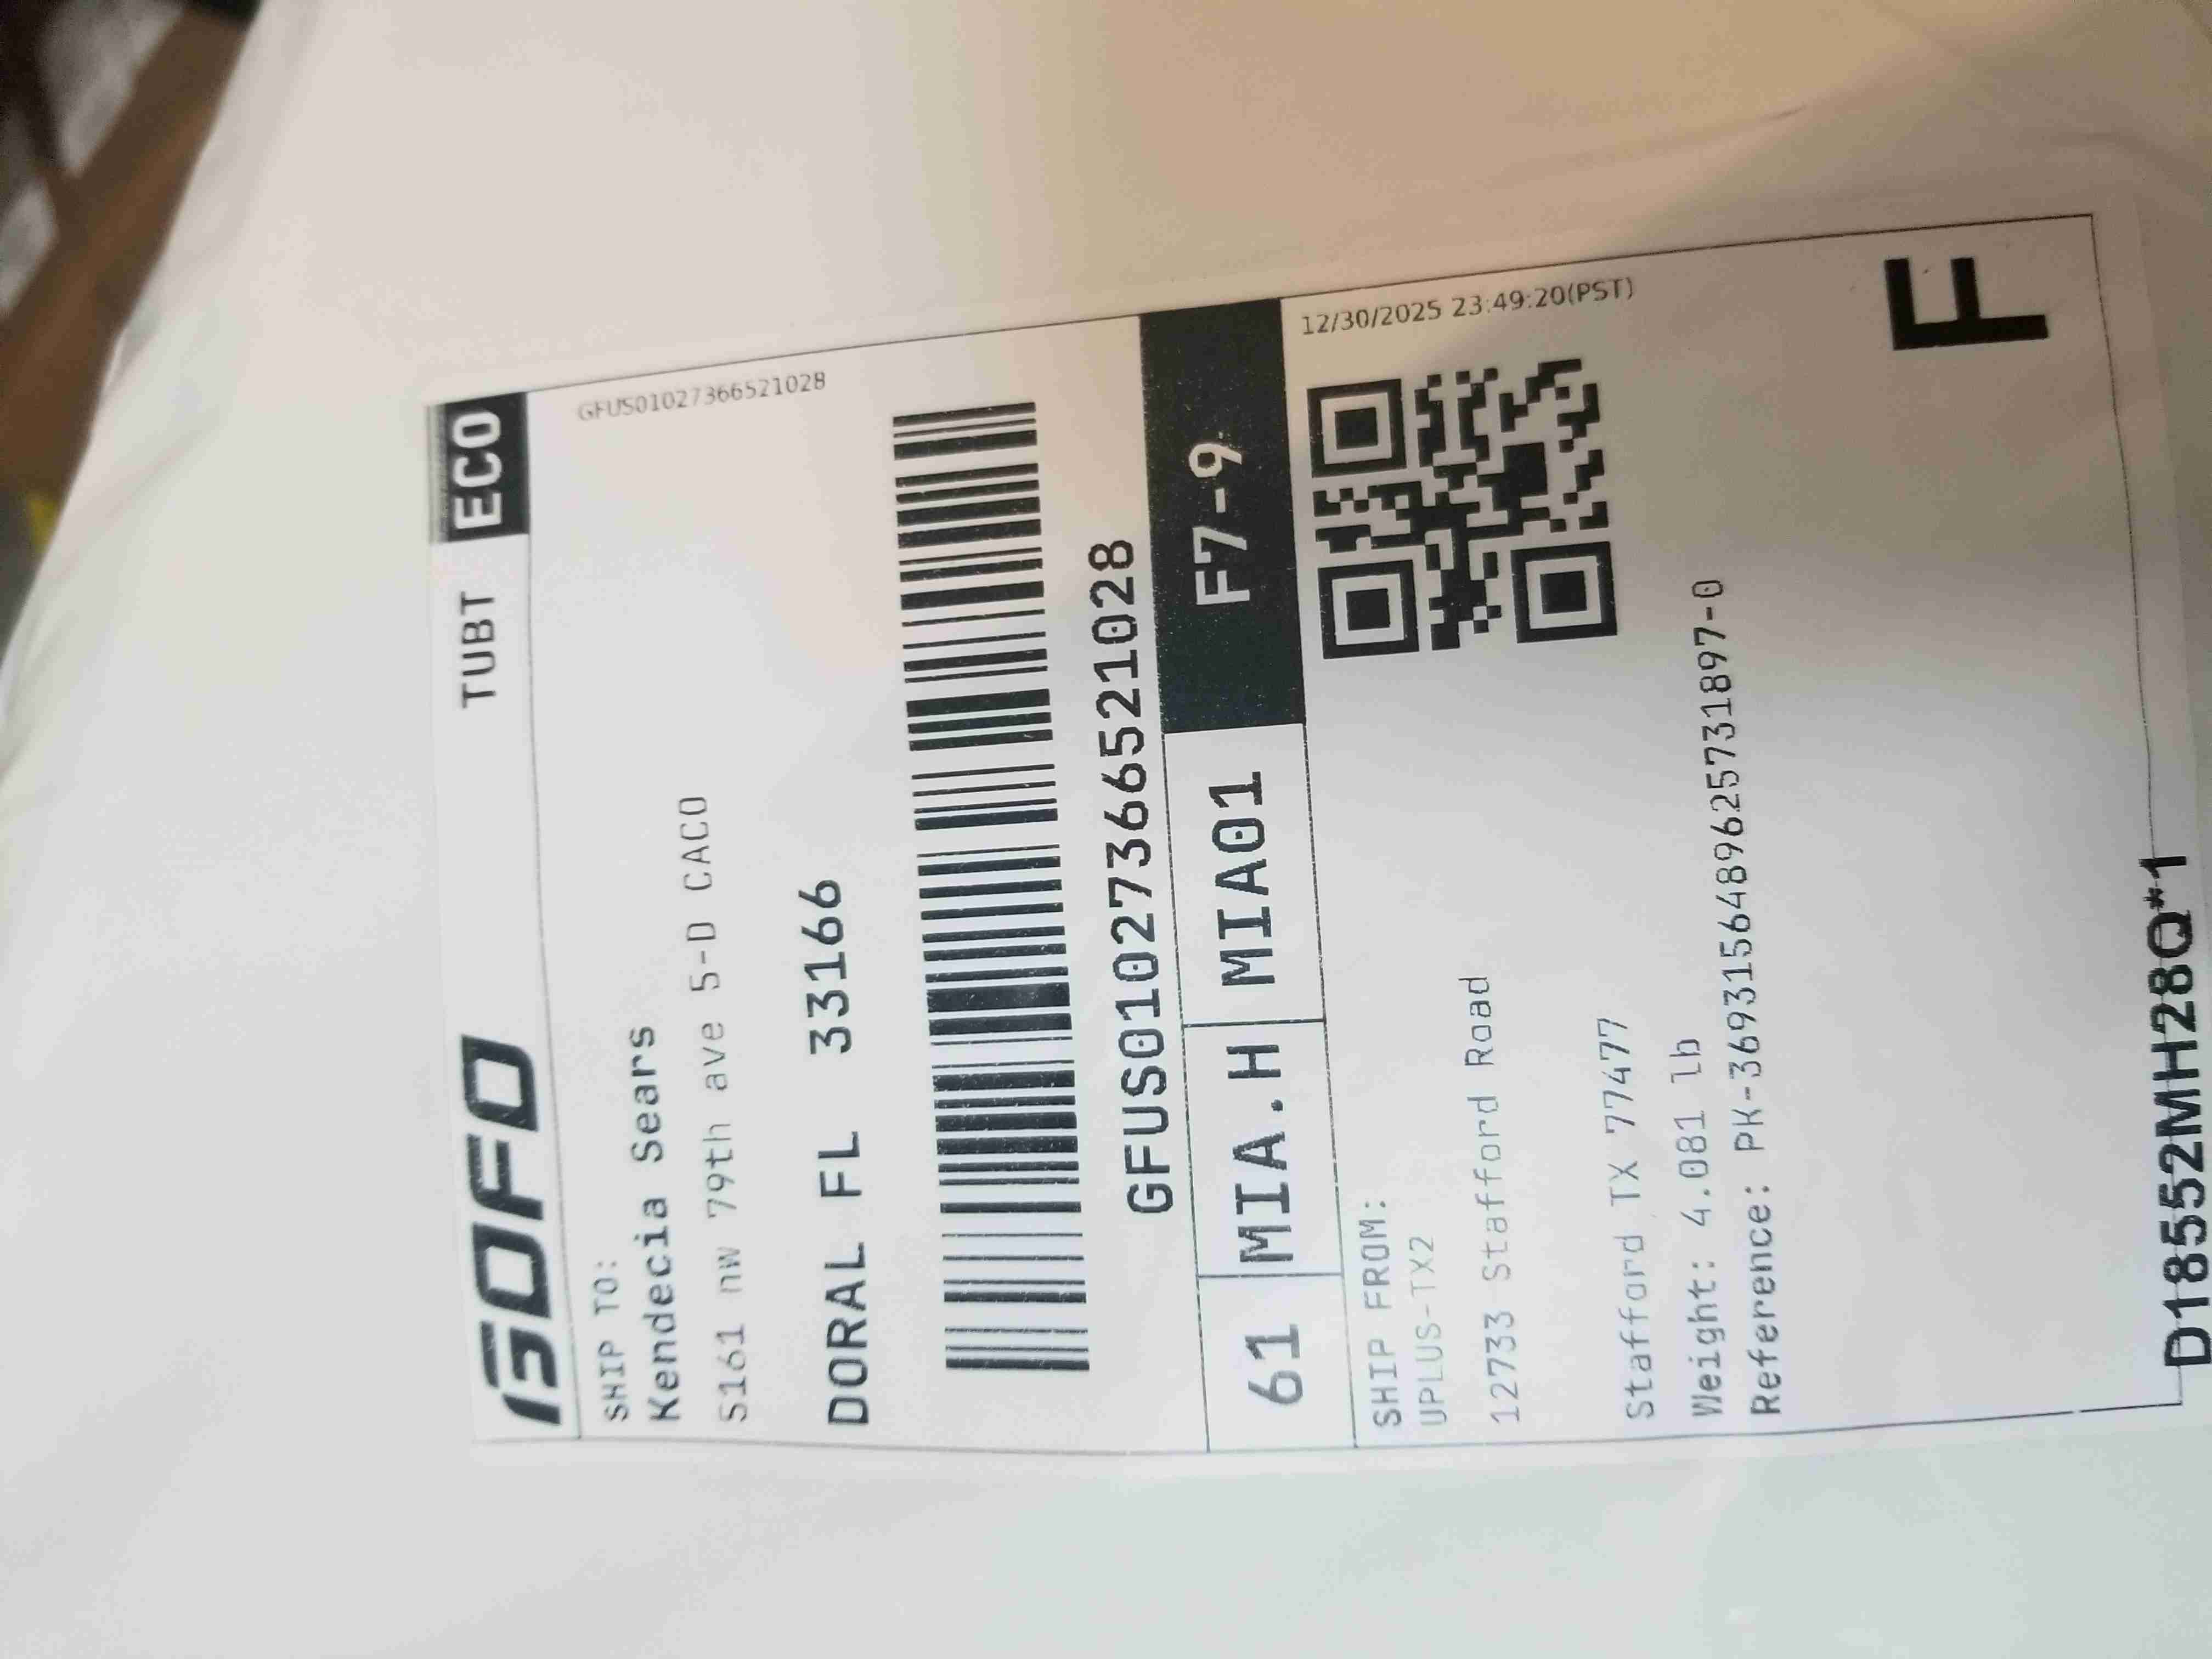 GOFO
TUBT ECO
SHIP TO:
Kendecia Sears
5161 nw 79th ave 5-D CACO
DORAL FL 33166
GFUS01027366521028
GFUS01027366521028
61 MIA.H MIA01 F7-9
SHIP FROM:
UPLUS-TX2
12733 Stafford Road
Stafford TX 77477
Weight: 4.081 lb
Reference: PK-3693156489625731897-0
12/30/2025 23:49:20(PST)
F
D18552MH28Q*1